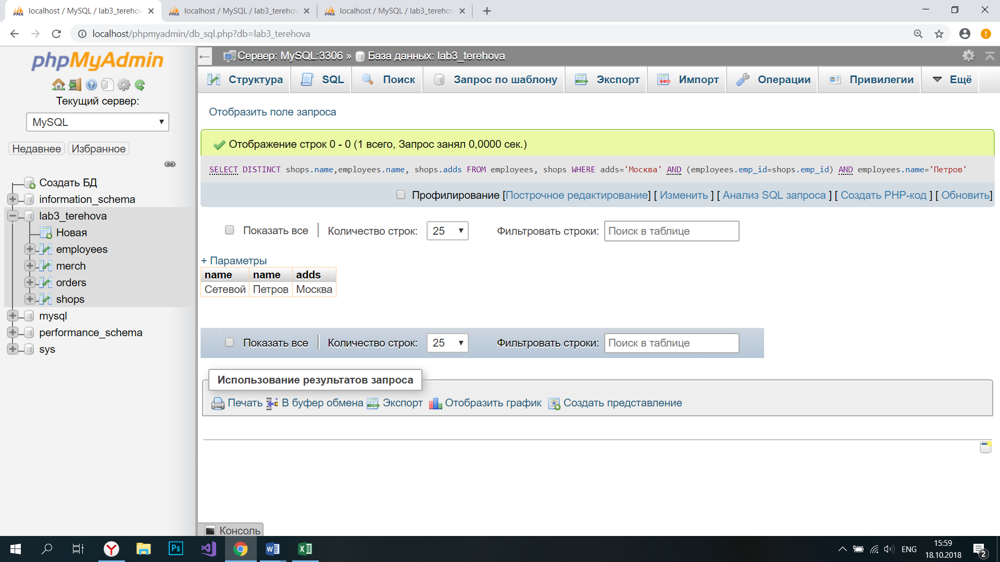 localhost / MySQL / lab3_terehov
localhost / MySQL / lab3_terehov
localhost / MySQL / lab3_terehov
localhost/phpmyadmin/db_sql.php?db=lab3_terehova
phpMyAdmin
Текущий сервер:
MySQL
Недавнее Избранное
Создать БД
information_schema
lab3_terehova
Новая
employees
merch
orders
shops
mysql
performance_schema
sys
Сервер: MySQL:3306 » База данных: lab3_terehova
Структура SQL Поиск Запрос по шаблону Экспорт Импорт Операции Привилегии Ещё
Отобразить поле запроса
Отображение строк 0 - 0 (1 всего, Запрос занял 0,0000 сек.)
SELECT DISTINCT shops.name,employees.name, shops.adds FROM employees, shops WHERE adds='Москва' AND (employees.emp_id=shops.emp_id) AND employees.name='Петров'
Профилирование [Построчное редактирование] [ Изменить ] [ Анализ SQL запроса ] [ Создать PHP-код ] [ Обновить]
Показать все Количество строк: 25 Фильтровать строки: Поиск в таблице
+ Параметры
name name adds
Сетевой Петров Москва
Показать все Количество строк: 25 Фильтровать строки: Поиск в таблице
Использование результатов запроса
Печать В буфер обмена Экспорт Отобразить график Создать представление
Консоль
ENG
15:59
18.10.2018
2